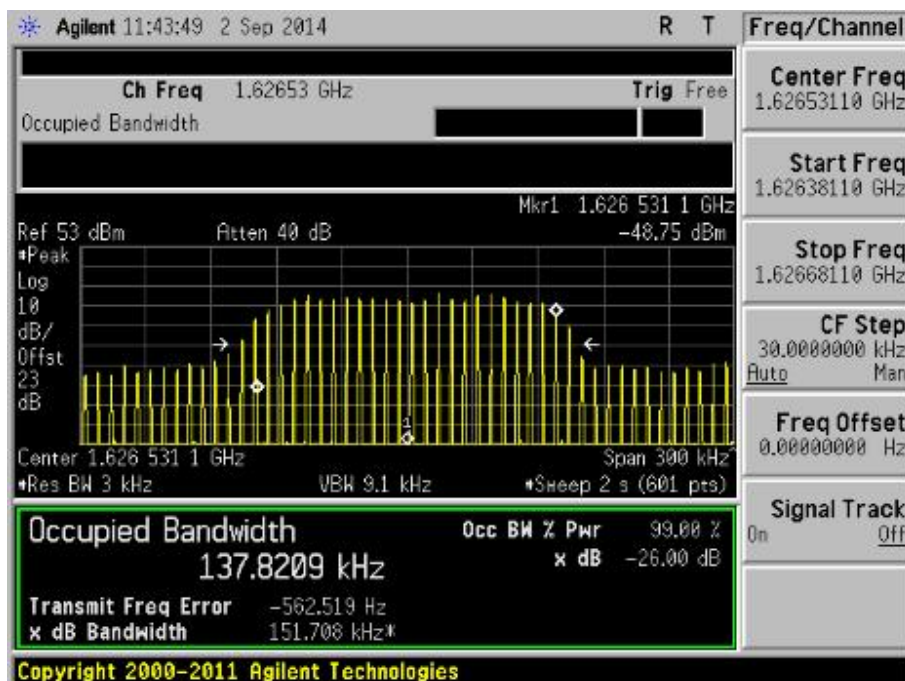 Agilent 11:43:49 2 Sep 2014 R T
Freq/Channel
Ch Freq 1.62653 GHz Trig Free
Occupied Bandwidth
Center Freq
1.62653110 GHz
Start Freq
1.62638110 GHz
Stop Freq
1.62668110 GHz
CF Step
30.0000000 kHz
Auto Man
Freq Offset
0.00000000 Hz
Signal Track
On Off
Mkr1 1.626 531 1 GHz
Ref 53 dBm Atten 40 dB -48.75 dBm
*Peak
Log
10
dB/
Offst
23
dB
1
Center 1.626 531 1 GHz Span 300 kHz^
*Res BW 3 kHz VBW 9.1 kHz *Sweep 2 s (601 pts)
Occupied Bandwidth Occ BW % Pwr 99.00 %
137.8209 kHz x dB -26.00 dB
Transmit Freq Error -562.519 Hz
x dB Bandwidth 151.708 kHz*
Copyright 2000-2011 Agilent Technologies